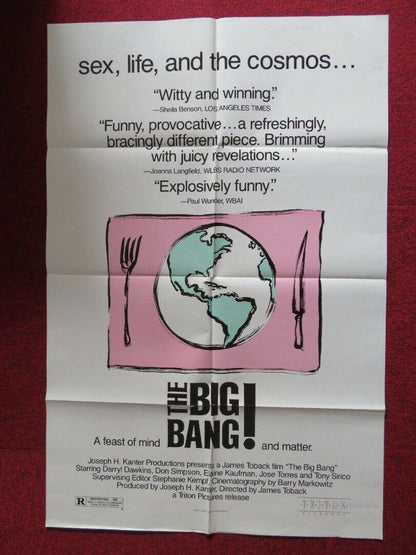 sex, life, and the cosmos...
"Witty and winning."
—Sheila Benson, LOS ANGELES TIMES
"Funny, provocative...a refreshingly,
bracingly different piece. Brimming
with juicy revelations..."
—Joanna Langfield, WLBS RADIO NETWORK
"Explosively funny."
—Paul Wunder, WBAI
THE BIG BANG!
A feast of mind and matter.
Joseph H. Kanter Productions presents a James Toback film "The Big Bang"
Starring Darryl Dawkins, Don Simpson, Elaine Kaufman, Jose Torres and Tony Sirico
Supervising Editor Stephanie Kempf Cinematography by Barry Markowitz
Produced by Joseph H. Kanter Directed by James Toback
a Triton Pictures release
R RESTRICTED
TRITON
PICTURES